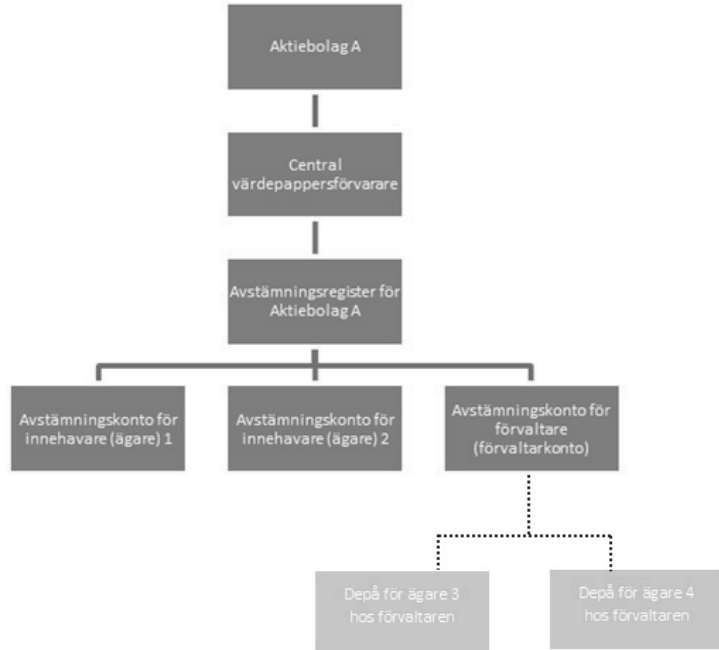 Aktiebolag A
Central
värdepappersförvarare
Avstämningsregister för
Aktiebolag A
Avstämningskonto för
innehavare (ägare) 1
Avstämningskonto för
innehavare (ägare) 2
Avstämningskonto för
förvaltare
(förvaltarkonto)
Depå för ägare 3
hos förvaltaren
Depå för ägare 4
hos förvaltaren